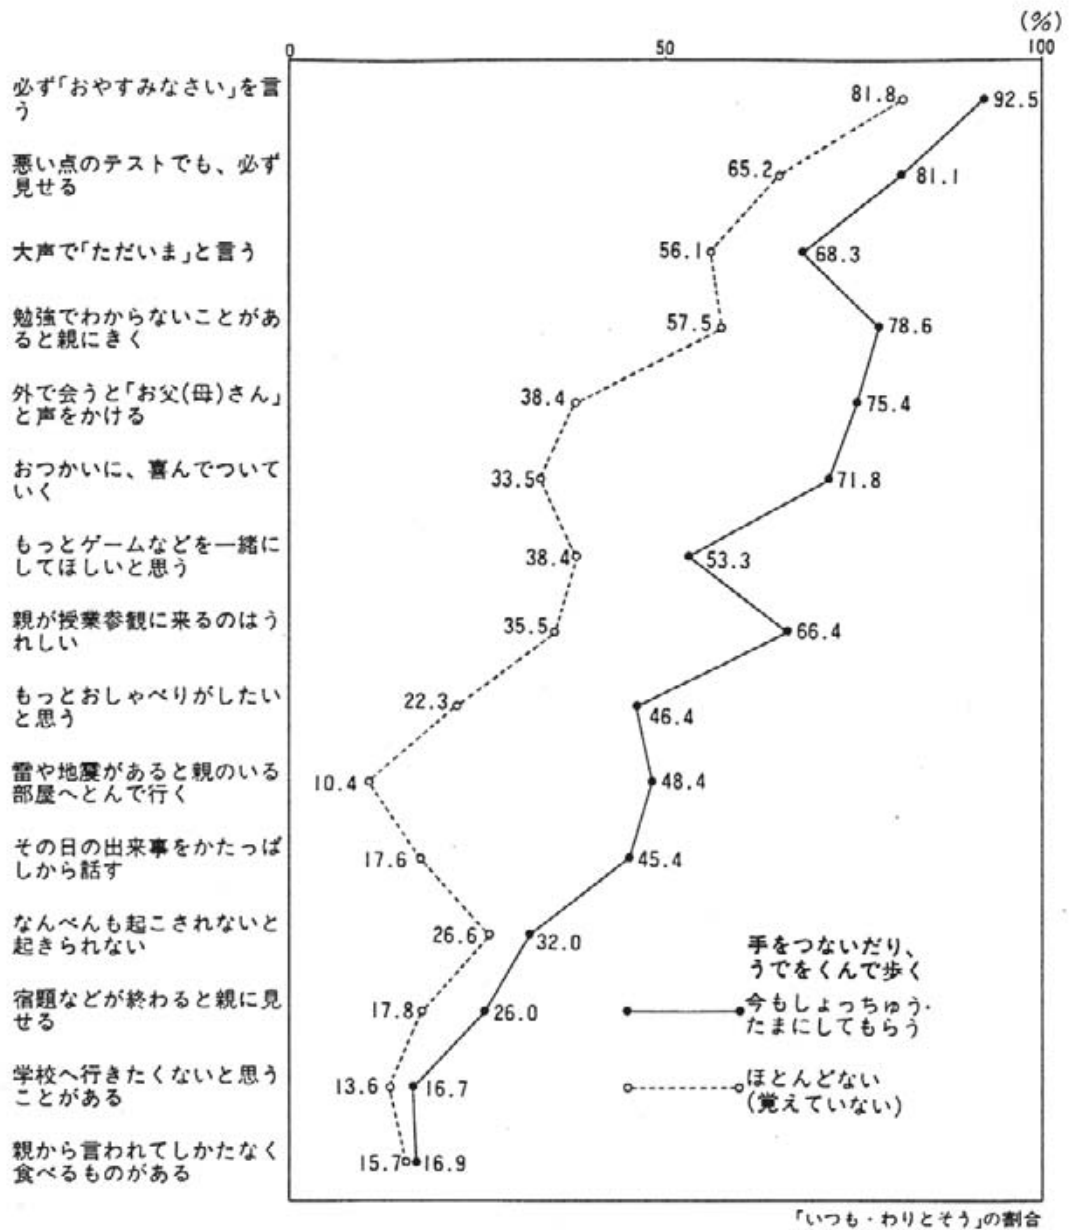 (%)
0 50 100
必ず「おやすみなさい」を言
う
81.8 92.5
悪い点のテストでも、必ず
見せる
65.2 81.1
大声で「ただいま」と言う
56.1 68.3
勉強でわからないことがあ
ると親にきく
57.5 78.6
外で会うと「お父(母)さん」
と声をかける
38.4 75.4
おつかいに、喜んでついて
いく
33.5 71.8
もっとゲームなどを一緒に
してほしいと思う
38.4 53.3
親が授業参観に来るのはう
れしい
35.5 66.4
もっとおしゃべりがしたい
と思う
22.3 46.4
雷や地震があると親のいる
部屋へとんで行く
10.4 48.4
その日の出来事をかたっぱ
しから話す
17.6 45.4
なんべんも起こされないと
起きられない
26.6 32.0
宿題などが終わると親に見
せる
17.8 26.0
学校へ行きたくないと思う
ことがある
13.6 16.7
親から言われてしかたなく
食べるものがある
15.7 16.9
手をつないだり、
うでをくんで歩く
今もしょっちゅう・
たまにしてもらう
ほとんどない
(覚えていない)
「いつも・わりとそう」の割合